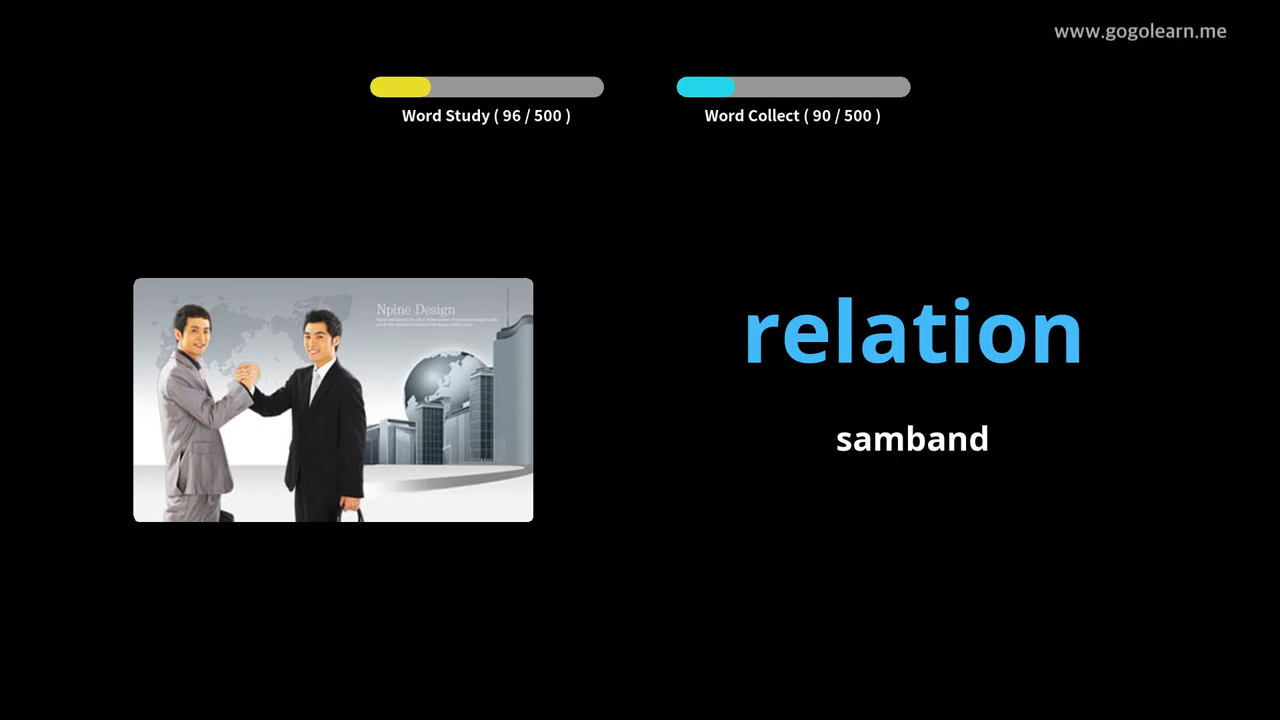 www.gogolearn.me
Word Study ( 96 / 500 )
Word Collect ( 90 / 500 )
Npine Design
relation
samband